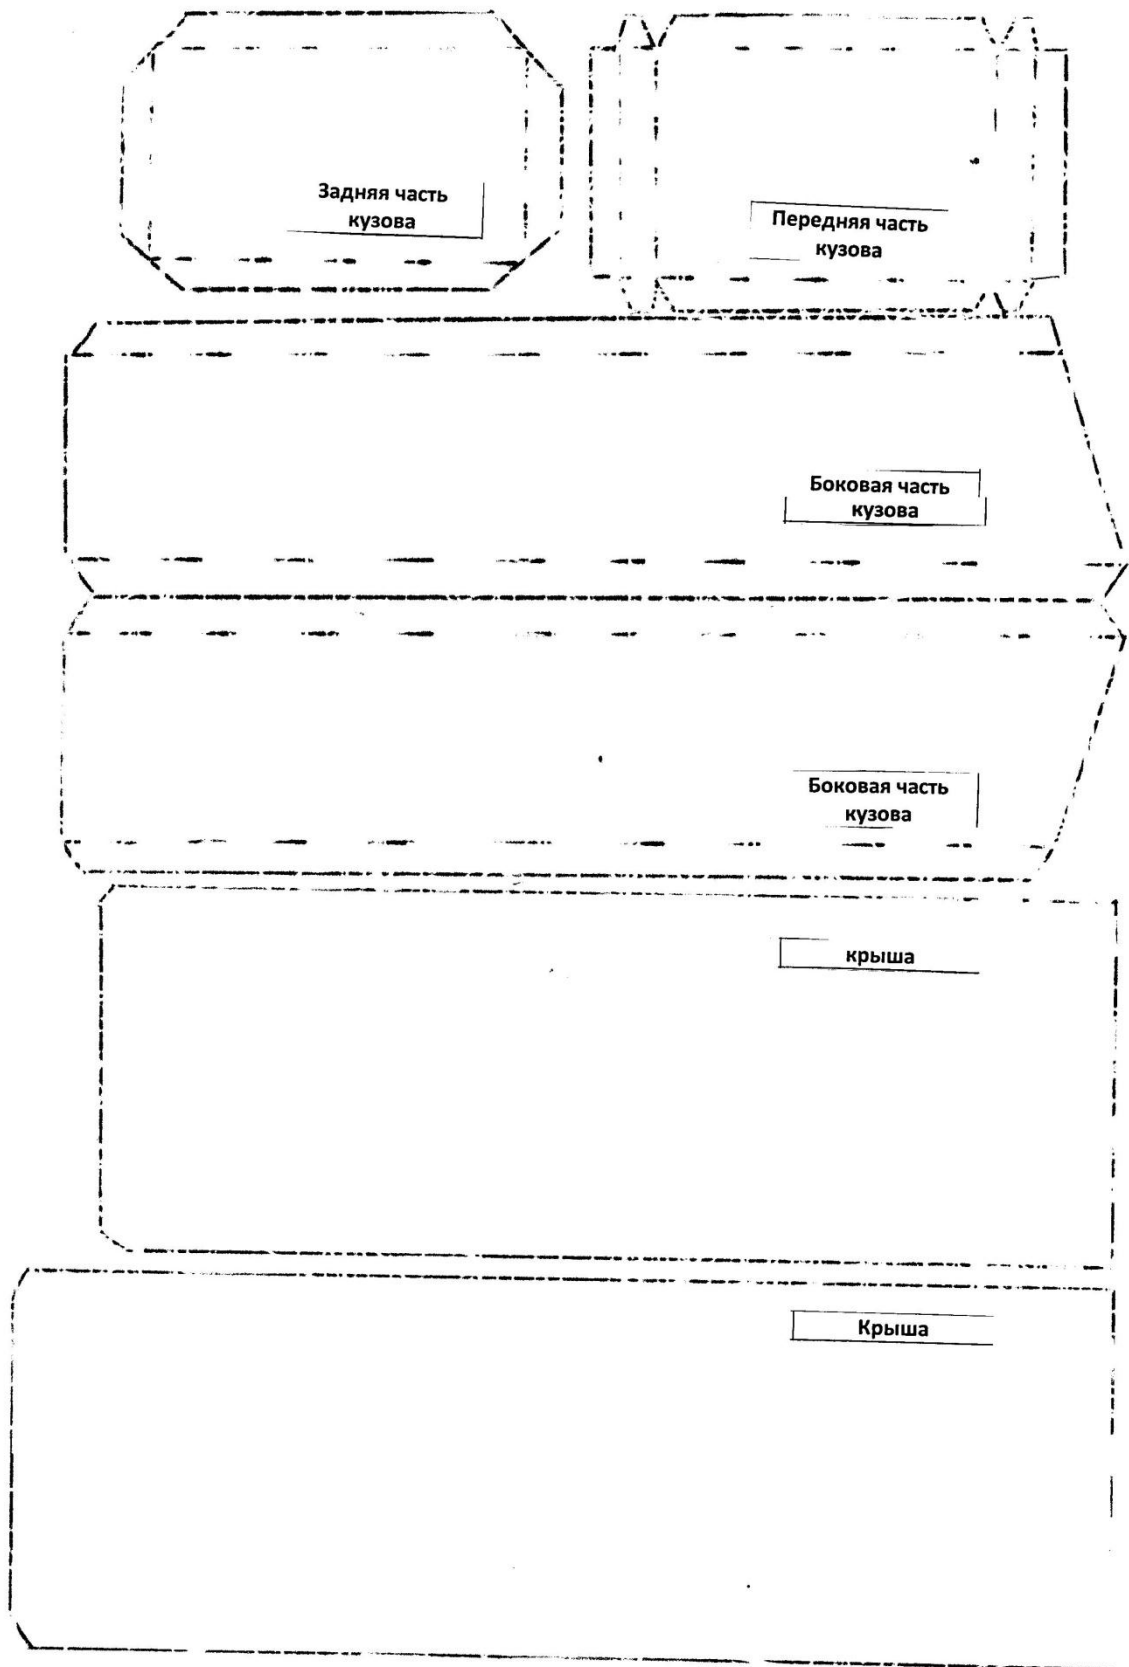 Задняя часть
кузова
Передняя часть
кузова
Боковая часть
кузова
Боковая часть
кузова
крыша
Крыша